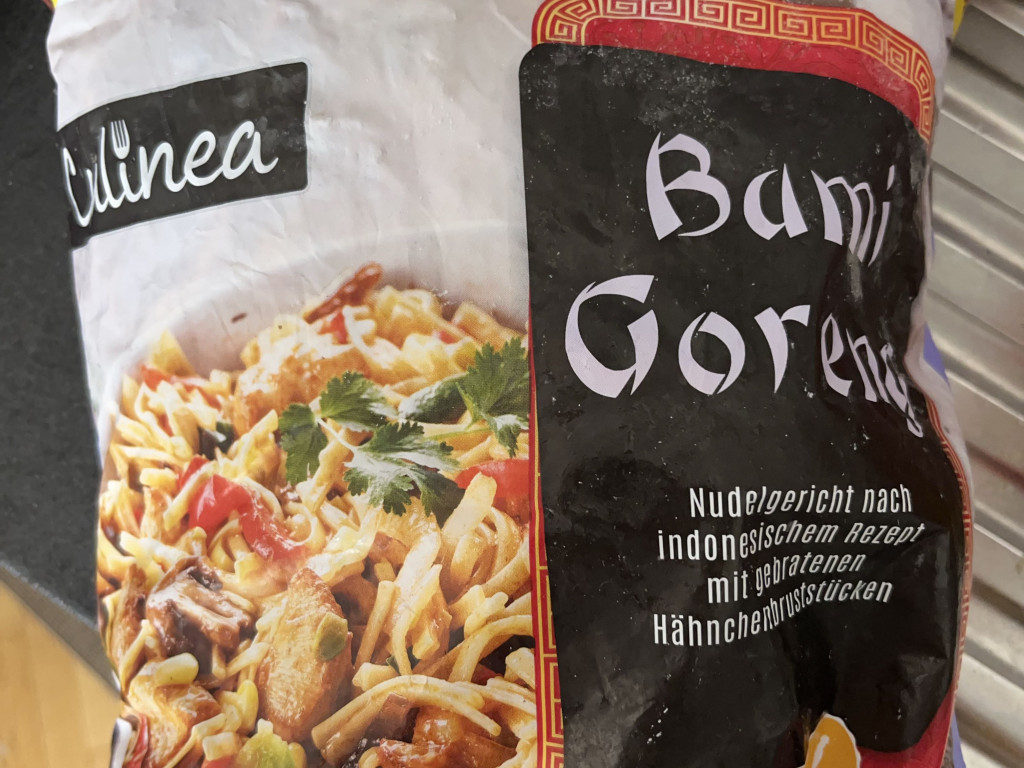 Culinea
Bami
Goreng
Nudelgericht nach
indonesischem Rezept
mit gebratenen
Hähnchenbruststücken